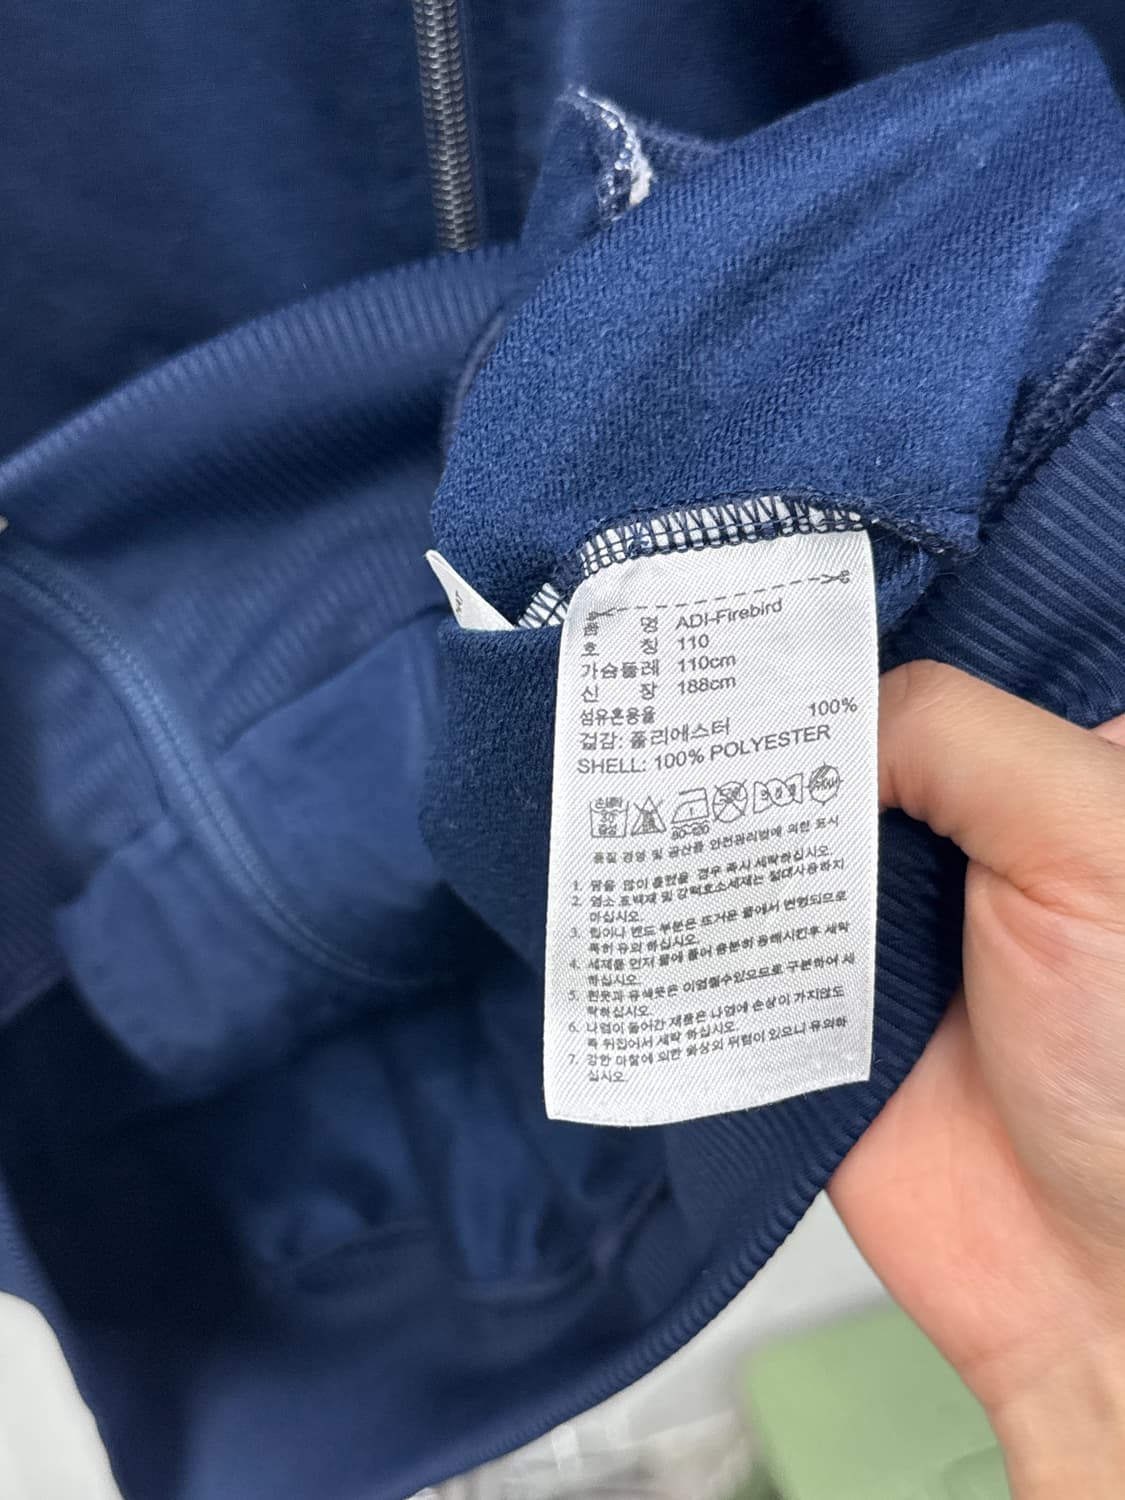 품 명 ADI-Firebird
호 칭 110
가슴둘레 110cm
신 장 188cm
섬유혼용율
겉감: 폴리에스터 100%
SHELL: 100% POLYESTER
손세탁
30
중성
80~120
품질 경영 및 공산품 안전관리법에 의한 표시
1. 땀을 많이 흘렸을 경우 즉시 세탁하십시오.
2. 염소 표백제 및 강력효소세제는 절대사용하지
마십시오.
3. 립이나 밴드 부분은 뜨거운 물에서 변형되므로
특히 유의 하십시오.
4. 세제를 먼저 물에 풀어 충분히 용해시킨후 세탁
하십시오.
5. 흰옷과 유색옷은 이염될수있으므로 구분하여 세
탁하십시오.
6. 나염이 들어간 제품은 나염에 손상이 가지않도
록 뒤집어서 세탁 하십시오.
7. 강한 마찰에 의한 화상의 위험이 있으니 유의하
십시오.